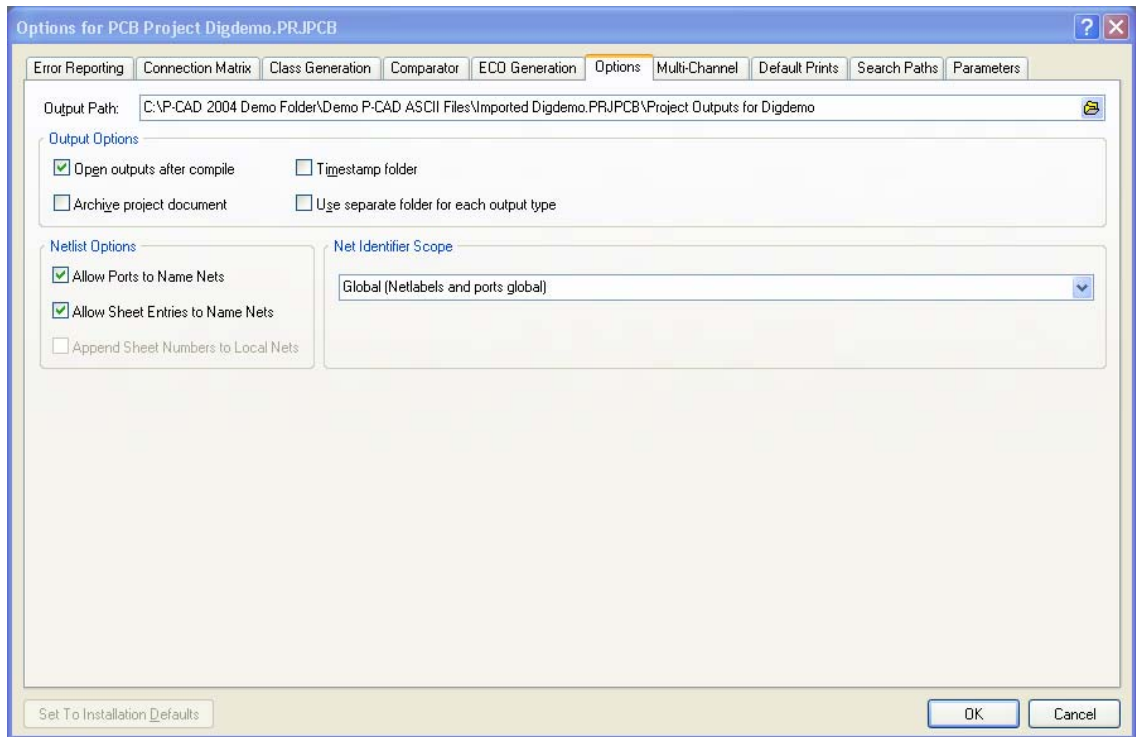 Options for PCB Project Digdemo.PRJPCB
Error Reporting Connection Matrix Class Generation Comparator ECO Generation Options Multi-Channel Default Prints Search Paths Parameters
Output Path: C:\P-CAD 2004 Demo Folder\Demo P-CAD ASCII Files\Imported Digdemo.PRJPCB\Project Outputs for Digdemo
Output Options
Open outputs after compile Timestamp folder
Archive project document Use separate folder for each output type
Netlist Options Net Identifier Scope
Allow Ports to Name Nets
Global (Netlabels and ports global)
Allow Sheet Entries to Name Nets
Append Sheet Numbers to Local Nets
Set To Installation Defaults OK Cancel